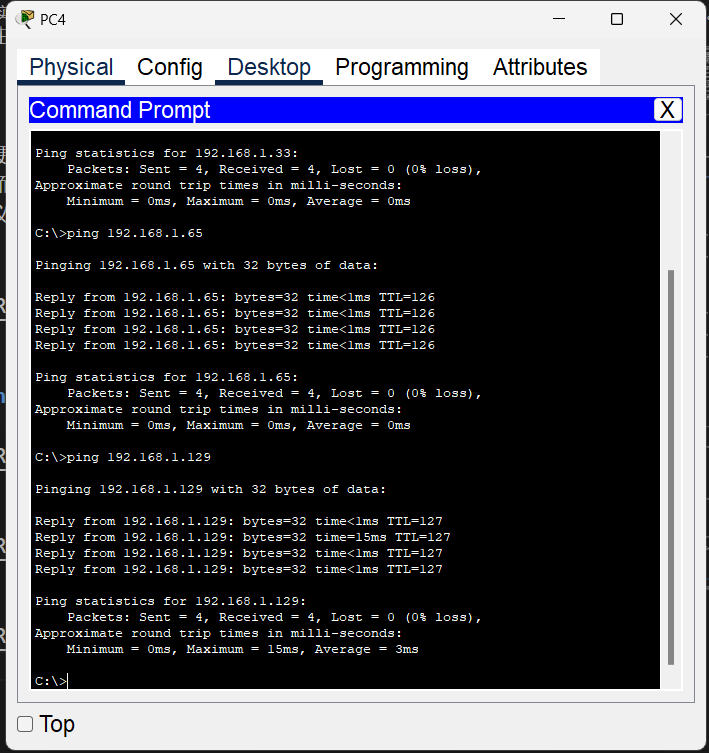 PC4
Physical Config Desktop Programming Attributes
Command Prompt X
Ping statistics for 192.168.1.33:
    Packets: Sent = 4, Received = 4, Lost = 0 (0% loss),
Approximate round trip times in milli-seconds:
    Minimum = 0ms, Maximum = 0ms, Average = 0ms
C:\>ping 192.168.1.65
Pinging 192.168.1.65 with 32 bytes of data:
Reply from 192.168.1.65: bytes=32 time<1ms TTL=126
Reply from 192.168.1.65: bytes=32 time<1ms TTL=126
Reply from 192.168.1.65: bytes=32 time<1ms TTL=126
Reply from 192.168.1.65: bytes=32 time<1ms TTL=126
Ping statistics for 192.168.1.65:
    Packets: Sent = 4, Received = 4, Lost = 0 (0% loss),
Approximate round trip times in milli-seconds:
    Minimum = 0ms, Maximum = 0ms, Average = 0ms
C:\>ping 192.168.1.129
Pinging 192.168.1.129 with 32 bytes of data:
Reply from 192.168.1.129: bytes=32 time<1ms TTL=127
Reply from 192.168.1.129: bytes=32 time=15ms TTL=127
Reply from 192.168.1.129: bytes=32 time<1ms TTL=127
Reply from 192.168.1.129: bytes=32 time<1ms TTL=127
Ping statistics for 192.168.1.129:
    Packets: Sent = 4, Received = 4, Lost = 0 (0% loss),
Approximate round trip times in milli-seconds:
    Minimum = 0ms, Maximum = 15ms, Average = 3ms
C:\>
Top